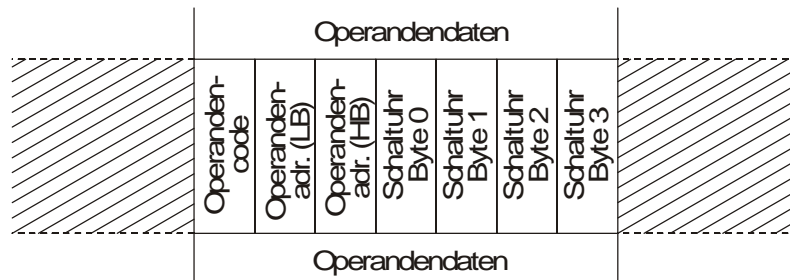 Operandendaten
Operanden-
code
Operanden-
adr. (LB)
Operanden-
adr. (HB)
Schaltuhr
Byte 0
Schaltuhr
Byte 1
Schaltuhr
Byte 2
Schaltuhr
Byte 3
Operandendaten